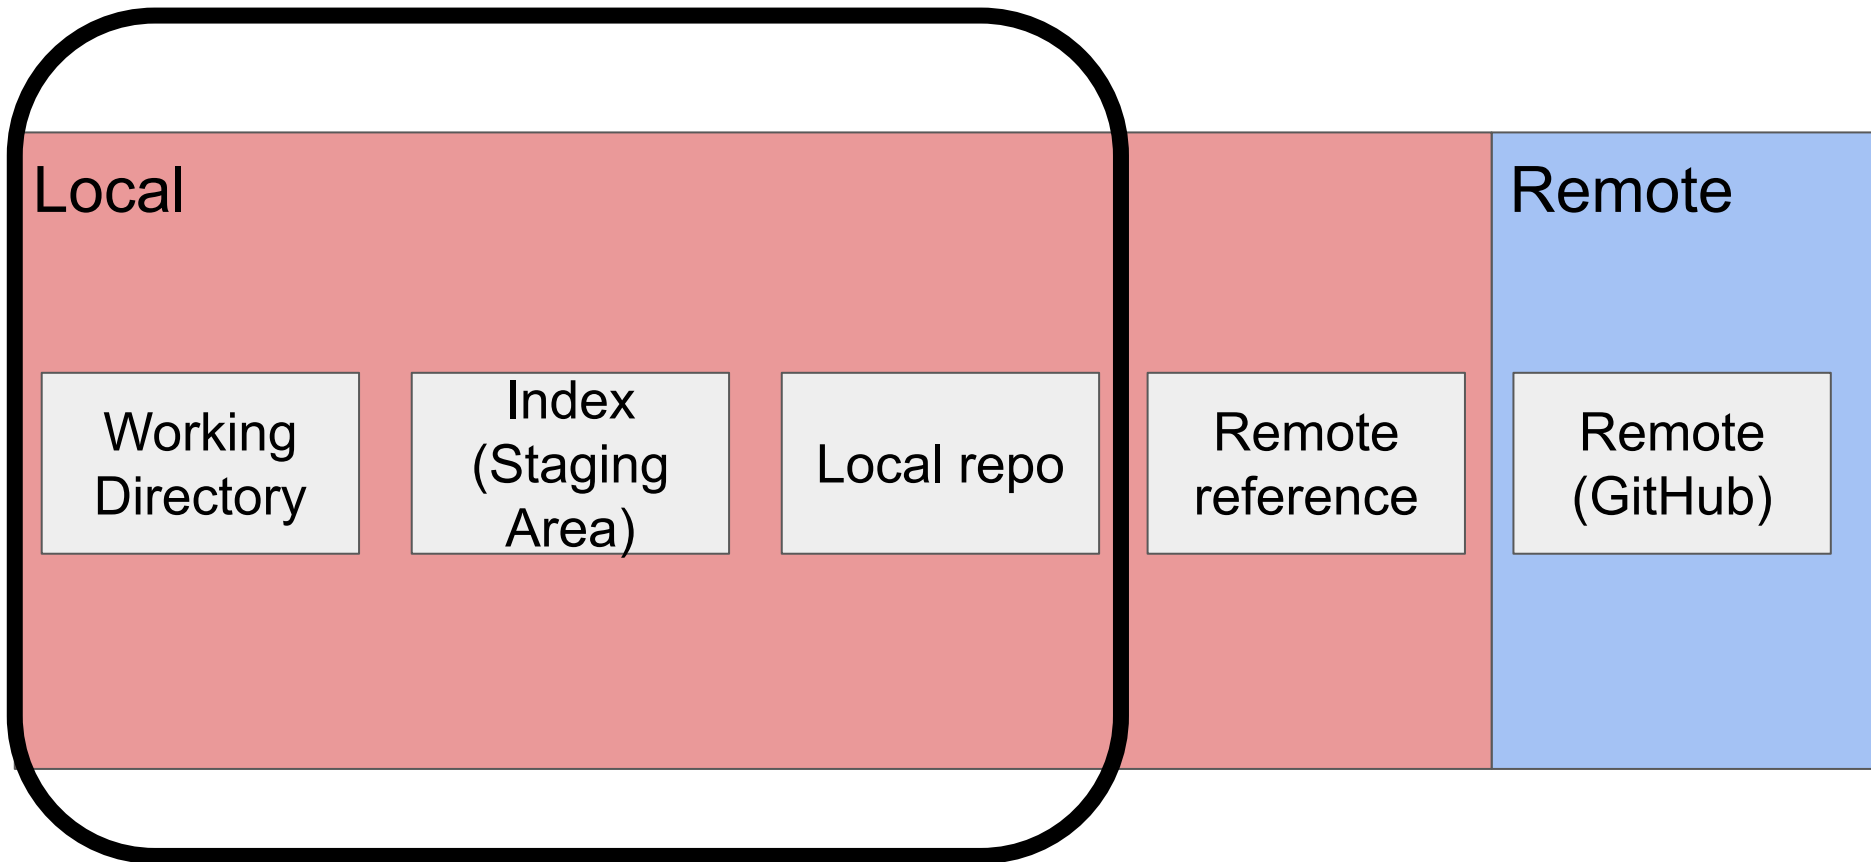 Local
Remote
Working
Directory
Index
(Staging
Area)
Local repo
Remote
reference
Remote
(GitHub)